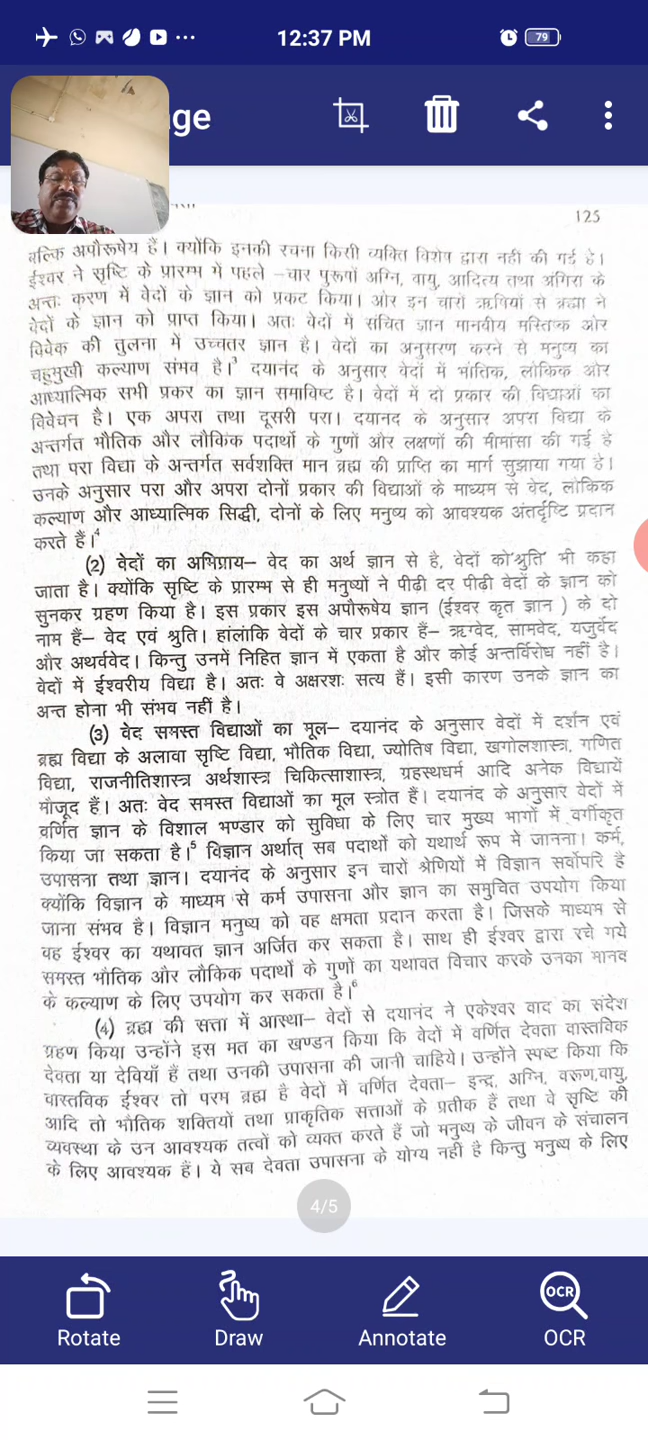 12:37 PM
79
ge
125
बल्कि अपौरूषेय हैं। क्योंकि इनकी रचना किसी व्यक्ति विशेष द्वारा नहीं की गई है।
ईश्वर ने सृष्टि के प्रारम्भ में पहले –चार पुरूषों अग्नि, वायु, आदित्य तथा अंगिरा के
अन्तः करण में वेदों के ज्ञान को प्रकट किया। और इन चारों ऋषियों से ब्रह्मा ने
वेदों के ज्ञान को प्राप्त किया। अतः वेदों में संचित ज्ञान मानवीय मस्तिष्क और
विवेक की तुलना में उच्चतर ज्ञान है। वेदों का अनुसरण करने से मनुष्य का
चहुमुखी कल्याण संभव है।³ दयानंद के अनुसार वेदों में भौतिक, लौकिक और
आध्यात्मिक सभी प्रकर का ज्ञान समाविष्ट है। वेदों में दो प्रकार की विद्याओं का
विवेचन है। एक अपरा तथा दूसरी परा। दयानद के अनुसार अपरा विद्या के
अन्तर्गत भौतिक और लौकिक पदार्थो के गुणों और लक्षणों की मीमांसा की गई है
तथा परा विद्या के अन्तर्गत सर्वशक्ति मान ब्रह्म की प्राप्ति का मार्ग सुझाया गया है।
उनके अनुसार परा और अपरा दोनों प्रकार की विद्याओं के माध्यम से वेद, लोकिक
कल्याण और आध्यात्मिक सिद्धी, दोनों के लिए मनुष्य को आवश्यक अंतर्दृष्टि प्रदान
करते हैं।⁴
(2) वेदों का अभिप्राय– वेद का अर्थ ज्ञान से है, वेदों को'श्रुति' भी कहा
जाता है। क्योंकि सृष्टि के प्रारम्भ से ही मनुष्यों ने पीढी दर पीढी वेदों के ज्ञान को
सुनकर ग्रहण किया है। इस प्रकार इस अपौरूषेय ज्ञान (ईश्वर कृत ज्ञान ) के दो
नाम हैं– वेद एवं श्रुति। हांलांकि वेदों के चार प्रकार हैं– ऋग्वेद, सामवेद, यजुर्वेद
और अथर्ववेद। किन्तु उनमें निहित ज्ञान में एकता है और कोई अन्तर्विरोध नहीं है।
वेदों में ईश्वरीय विद्या है। अतः वे अक्षरशः सत्य हैं। इसी कारण उनके ज्ञान का
अन्त होना भी संभव नहीं है।
(3) वेद समस्त विद्याओं का मूल– दयानंद के अनुसार वेदों में दर्शन एवं
ब्रह्म विद्या के अलावा सृष्टि विद्या, भौतिक विद्या, ज्योतिष विद्या, खगोलशास्त्र, गणित
विद्या, राजनीतिशास्त्र अर्थशास्त्र चिकित्साशास्त्र, ग्रहस्थधर्म आदि अनेक विद्यायें
मौजूद हैं। अतः वेद समस्त विद्याओं का मूल स्त्रोत हैं। दयानंद के अनुसार वेदों में
वर्णित ज्ञान के विशाल भण्डार को सुविधा के लिए चार मुख्य भागों में वर्गीकृत
किया जा सकता है।⁵ विज्ञान अर्थात् सब पदाथों को यथार्थ रूप में जानना। कर्म,
उपासना तथा ज्ञान। दयानंद के अनुसार इन चारों श्रेणियों में विज्ञान सर्वोपरि है
क्योंकि विज्ञान के माध्यम से कर्म उपासना और ज्ञान का समुचित उपयोग किया
जाना संभव है। विज्ञान मनुष्य को वह क्षमता प्रदान करता है। जिसके माध्यम से
वह ईश्वर का यथावत ज्ञान अर्जित कर सकता है। साथ ही ईश्वर द्वारा रचे गये
समस्त भौतिक और लौकिक पदार्थों के गुणों का यथावत विचार करके उनका मानव
के कल्याण के लिए उपयोग कर सकता है।⁶
(4) ब्रह्म की सत्ता में आस्था– वेदों से दयानंद ने एकेश्वर वाद का संदेश
ग्रहण किया उन्होंने इस मत का खण्डन किया कि वेदों में वर्णित देवता वास्तविक
देवता या देवियाँ हैं तथा उनकी उपासना की जानी चाहिये। उन्होंने स्पष्ट किया कि
वास्तविक ईश्वर तो परम ब्रह्म है वेदों में वर्णित देवता– इन्द्र, अग्नि, वरूण,वायु,
आदि तो भौतिक शक्तियों तथा प्राकृतिक सत्ताओं के प्रतीक हैं तथा वे सृष्टि की
व्यवस्था के उन आवश्यक तत्वों को व्यक्त करते हैं जो मनुष्य के जीवन के संचालन
के लिए आवश्यक हैं। ये सब देवता उपासना के योग्य नहीं है किन्तु मनुष्य के लिए
4/5
Rotate
Draw
Annotate
OCR
OCR